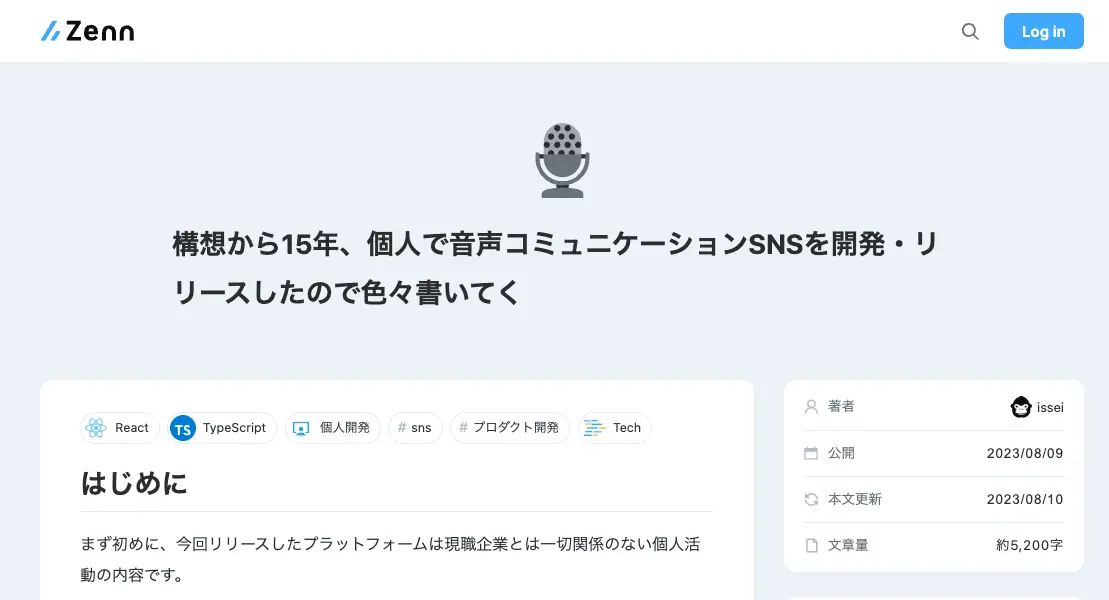 Zenn
Log in
構想から15年、個人で音声コミュニケーションSNSを開発・リ
リースしたので色々書いてく
React
TypeScript
個人開発
# sns
# プロダクト開発
Tech
はじめに
まず初めに、今回リリースしたプラットフォームは現職企業とは一切関係のない個人活
動の内容です。
著者 issei
公開 2023/08/09
本文更新 2023/08/10
文章量 約5,200字